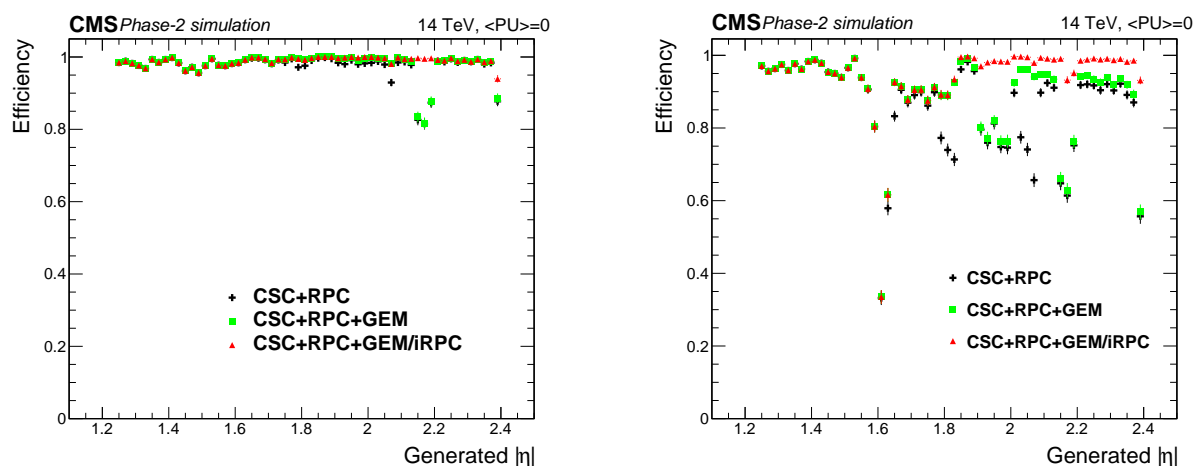 CMS Phase-2 simulation 14 TeV, <PU>=0
Efficiency
1
0.8
0.6
0.4
0.2
0
CSC+RPC
CSC+RPC+GEM
CSC+RPC+GEM/iRPC
1.2 1.4 1.6 1.8 2 2.2 2.4
Generated |η|
CMS Phase-2 simulation 14 TeV, <PU>=0
Efficiency
1
0.8
0.6
0.4
0.2
0
CSC+RPC
CSC+RPC+GEM
CSC+RPC+GEM/iRPC
1.2 1.4 1.6 1.8 2 2.2 2.4
Generated |η|